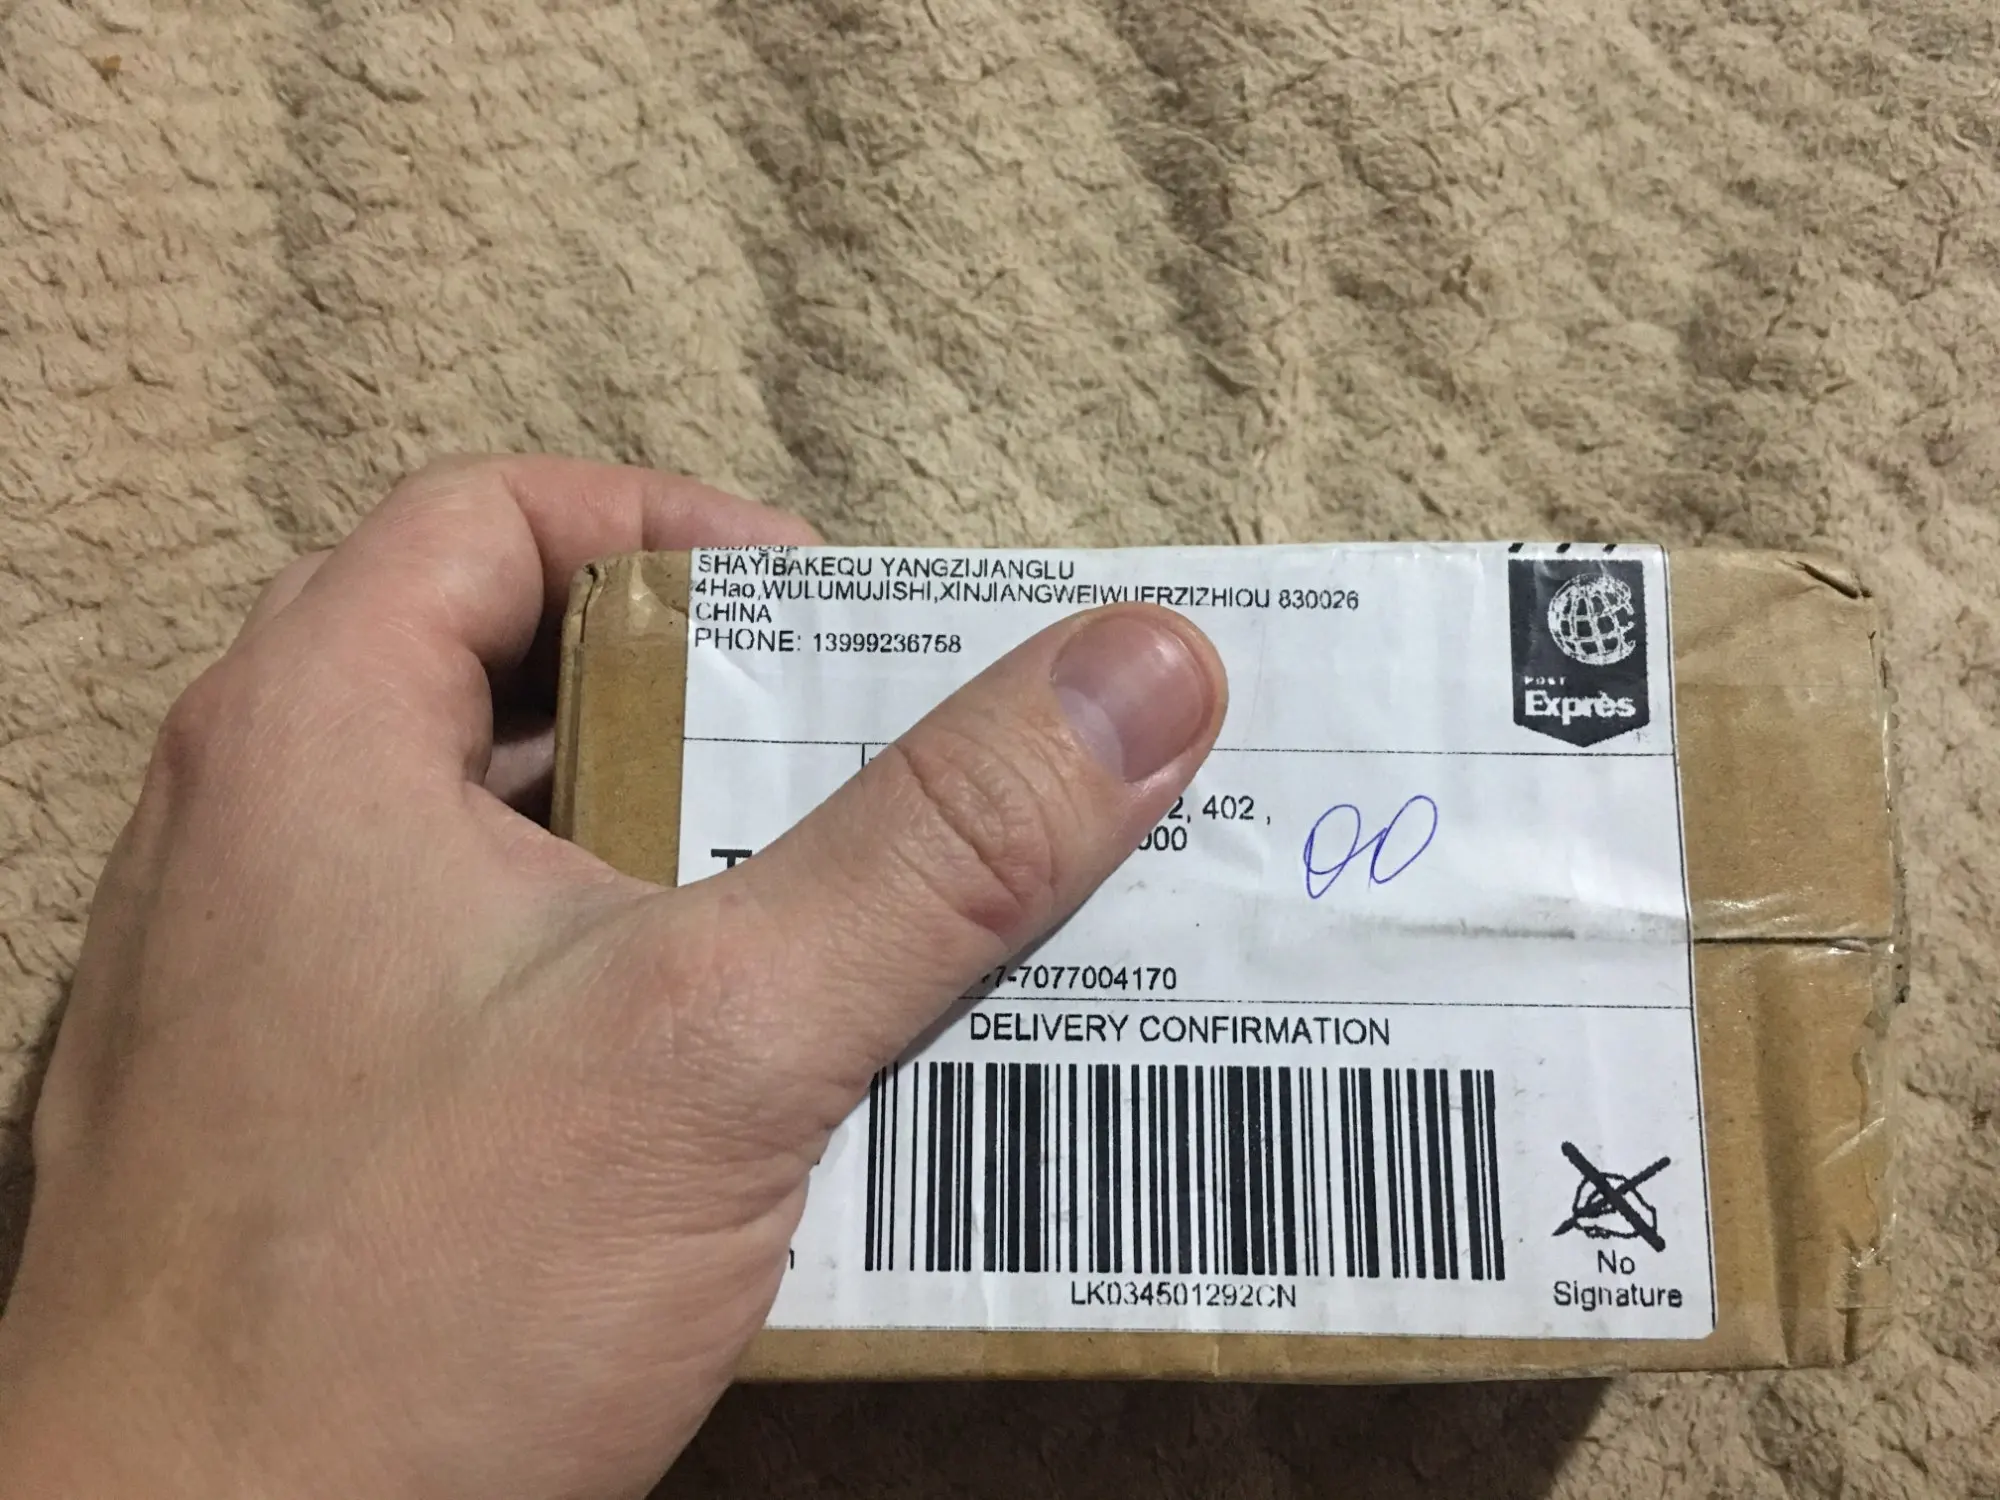 SHAYIBAKEQU YANGZIJIANGLU
4Hao,WULUMUJISHI,XINJIANGWEIWUERZIZHIOU 830026
CHINA
PHONE: 13999236758
POST
Exprès
2, 402 ,
000
7-7077004170
DELIVERY CONFIRMATION
LK034501292CN
No
Signature